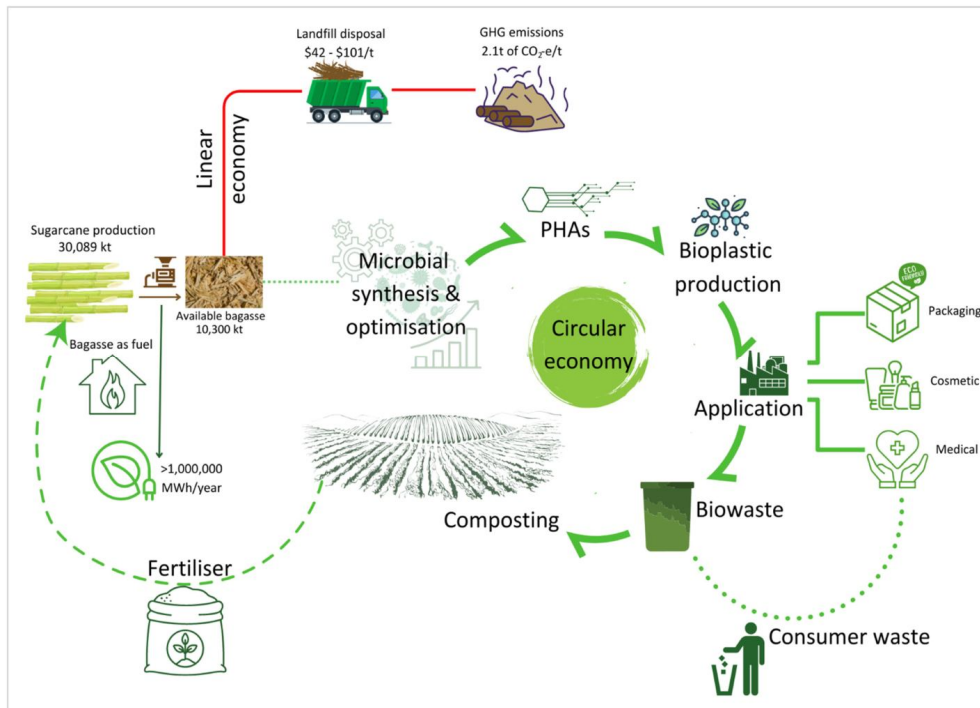 Landfill disposal
$42 - $101/t
GHG emissions
2.1t of CO₂-e/t
Linear
economy
Sugarcane production
30,089 kt
Available bagasse
10,300 kt
Bagasse as fuel
>1,000,000
MWh/year
Microbial
synthesis &
optimisation
PHAs
Bioplastic
production
Circular
economy
Application
ECO
FRIENDLY
Packaging
Cosmetic
Medical
Biowaste
Composting
Consumer waste
Fertiliser